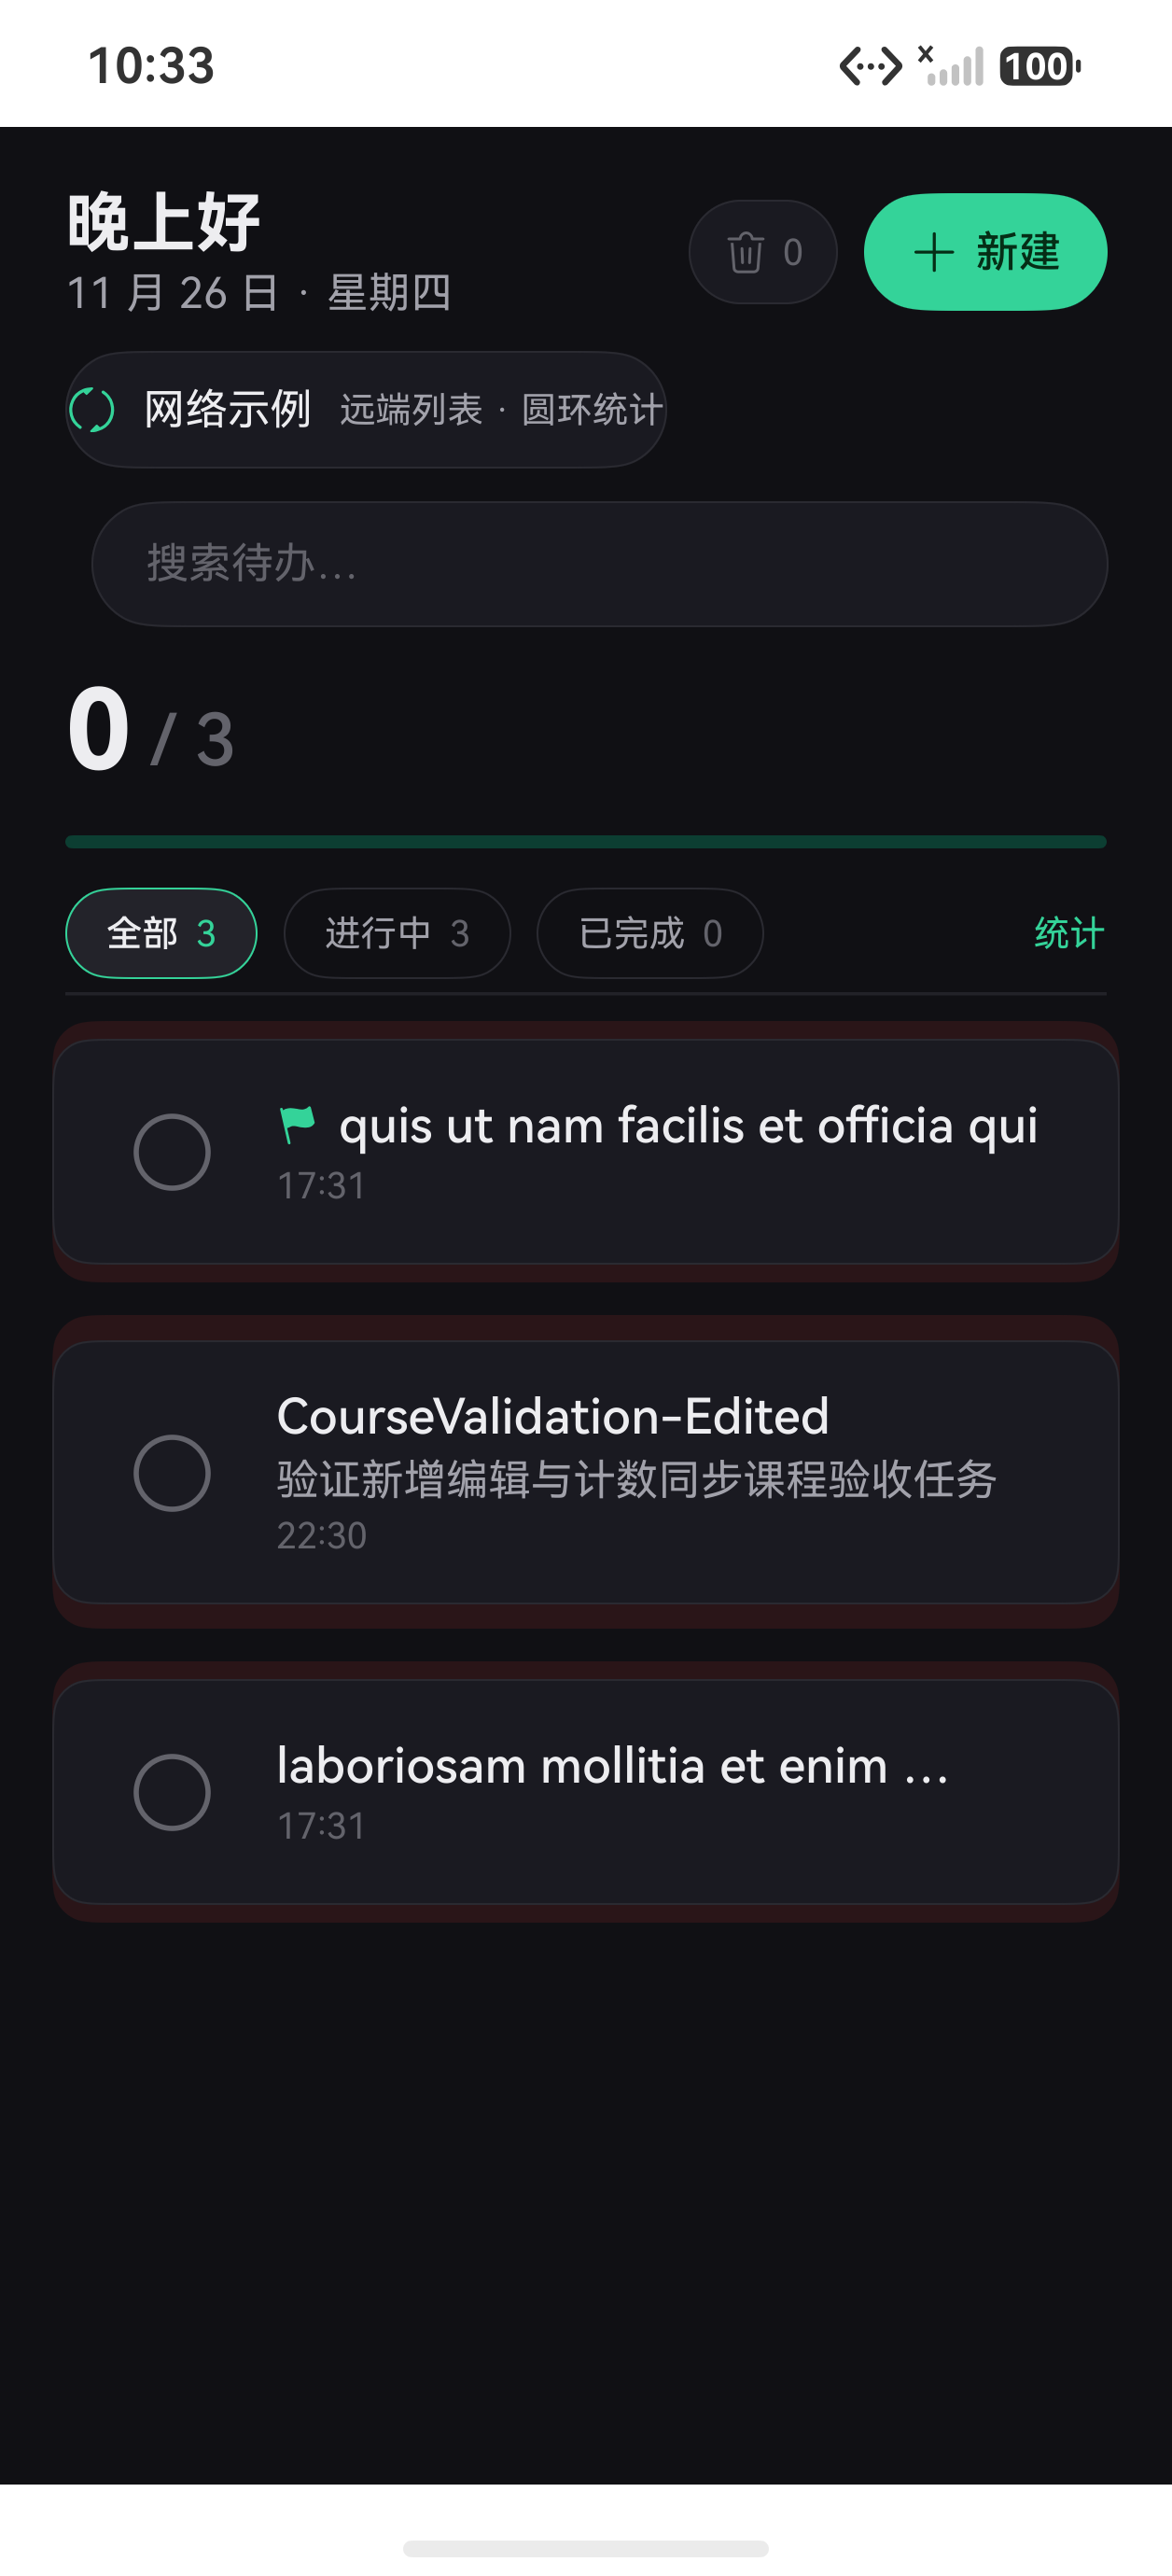 10:33
100
晚上好
11 月 26 日 · 星期四
0
新建
网络示例 远端列表 · 圆环统计
搜索待办…
0 / 3
全部 3 进行中 3 已完成 0 统计
quis ut nam facilis et officia qui
17:31
CourseValidation-Edited
验证新增编辑与计数同步课程验收任务
22:30
laboriosam mollitia et enim …
17:31